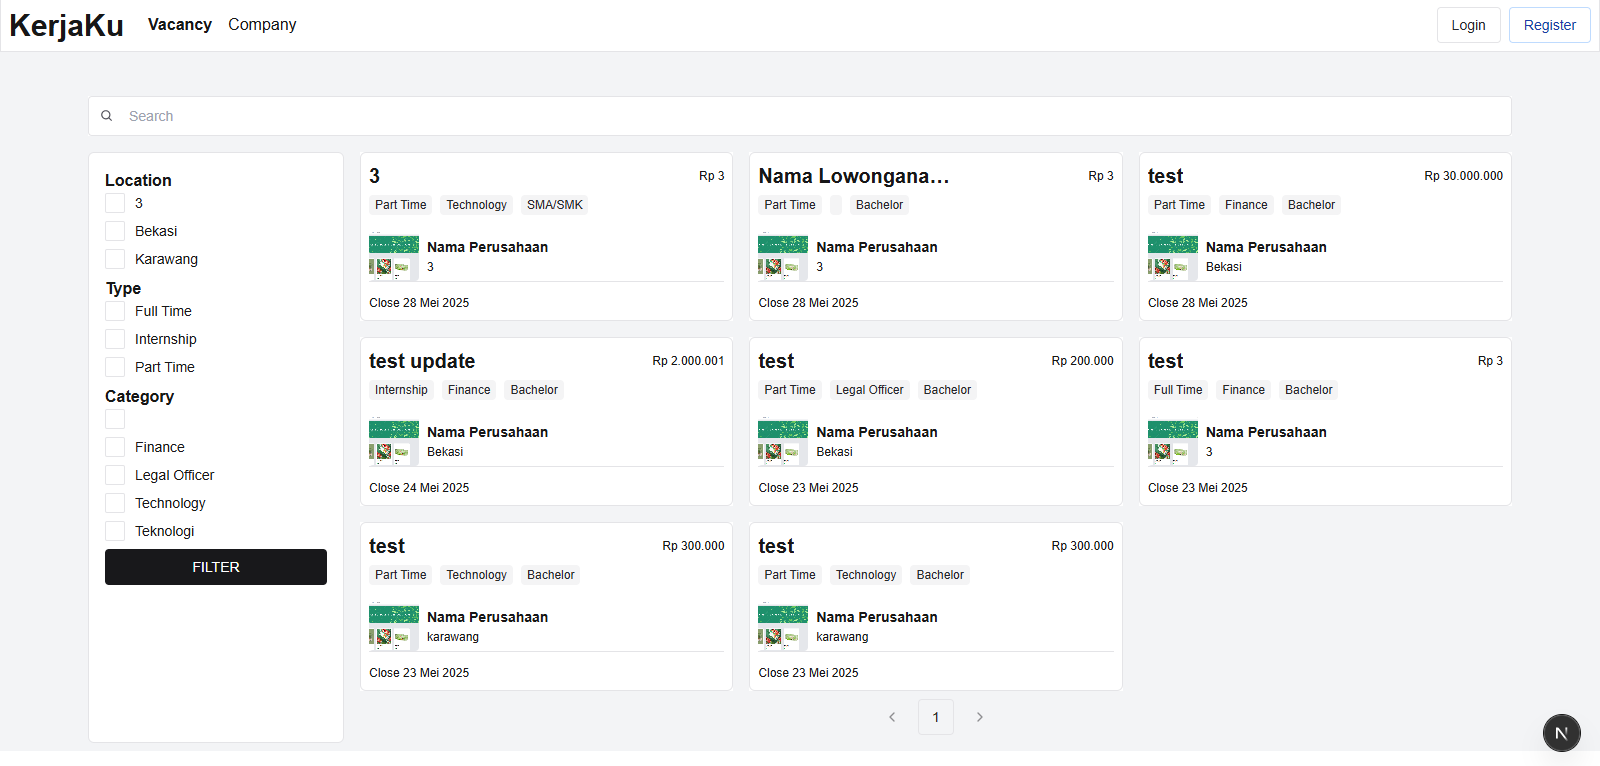 KerjaKu Vacancy Company Login Register
Search
Location
3
Bekasi
Karawang
Type
Full Time
Internship
Part Time
Category
Finance
Legal Officer
Technology
Teknologi
FILTER
3 Rp 3
Part Time Technology SMA/SMK
Nama Perusahaan
3
Close 28 Mei 2025
Nama Lowongana... Rp 3
Part Time Bachelor
Nama Perusahaan
3
Close 28 Mei 2025
test Rp 30.000.000
Part Time Finance Bachelor
Nama Perusahaan
Bekasi
Close 28 Mei 2025
test update Rp 2.000.001
Internship Finance Bachelor
Nama Perusahaan
Bekasi
Close 24 Mei 2025
test Rp 200.000
Part Time Legal Officer Bachelor
Nama Perusahaan
Bekasi
Close 23 Mei 2025
test Rp 3
Full Time Finance Bachelor
Nama Perusahaan
3
Close 23 Mei 2025
test Rp 300.000
Part Time Technology Bachelor
Nama Perusahaan
karawang
Close 23 Mei 2025
test Rp 300.000
Part Time Technology Bachelor
Nama Perusahaan
karawang
Close 23 Mei 2025
1
N